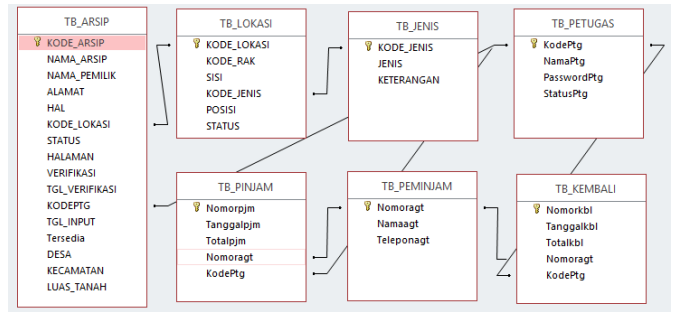 TB_ARSIP
KODE_ARSIP
NAMA_ARSIP
NAMA_PEMILIK
ALAMAT
HAL
KODE_LOKASI
STATUS
HALAMAN
VERIFIKASI
TGL_VERIFIKASI
KODEPTG
TGL_INPUT
Tersedia
DESA
KECAMATAN
LUAS_TANAH
TB_LOKASI
KODE_LOKASI
KODE_RAK
SISI
KODE_JENIS
POSISI
STATUS
TB_JENIS
KODE_JENIS
JENIS
KETERANGAN
TB_PETUGAS
KodePtg
NamaPtg
PasswordPtg
StatusPtg
TB_PINJAM
Nomorpjm
Tanggalpjm
Totalpjm
Nomoragt
KodePtg
TB_PEMINJAM
Nomoragt
Namaagt
Teleponagt
TB_KEMBALI
Nomorkbl
Tanggalkbl
Totalkbl
Nomoragt
KodePtg